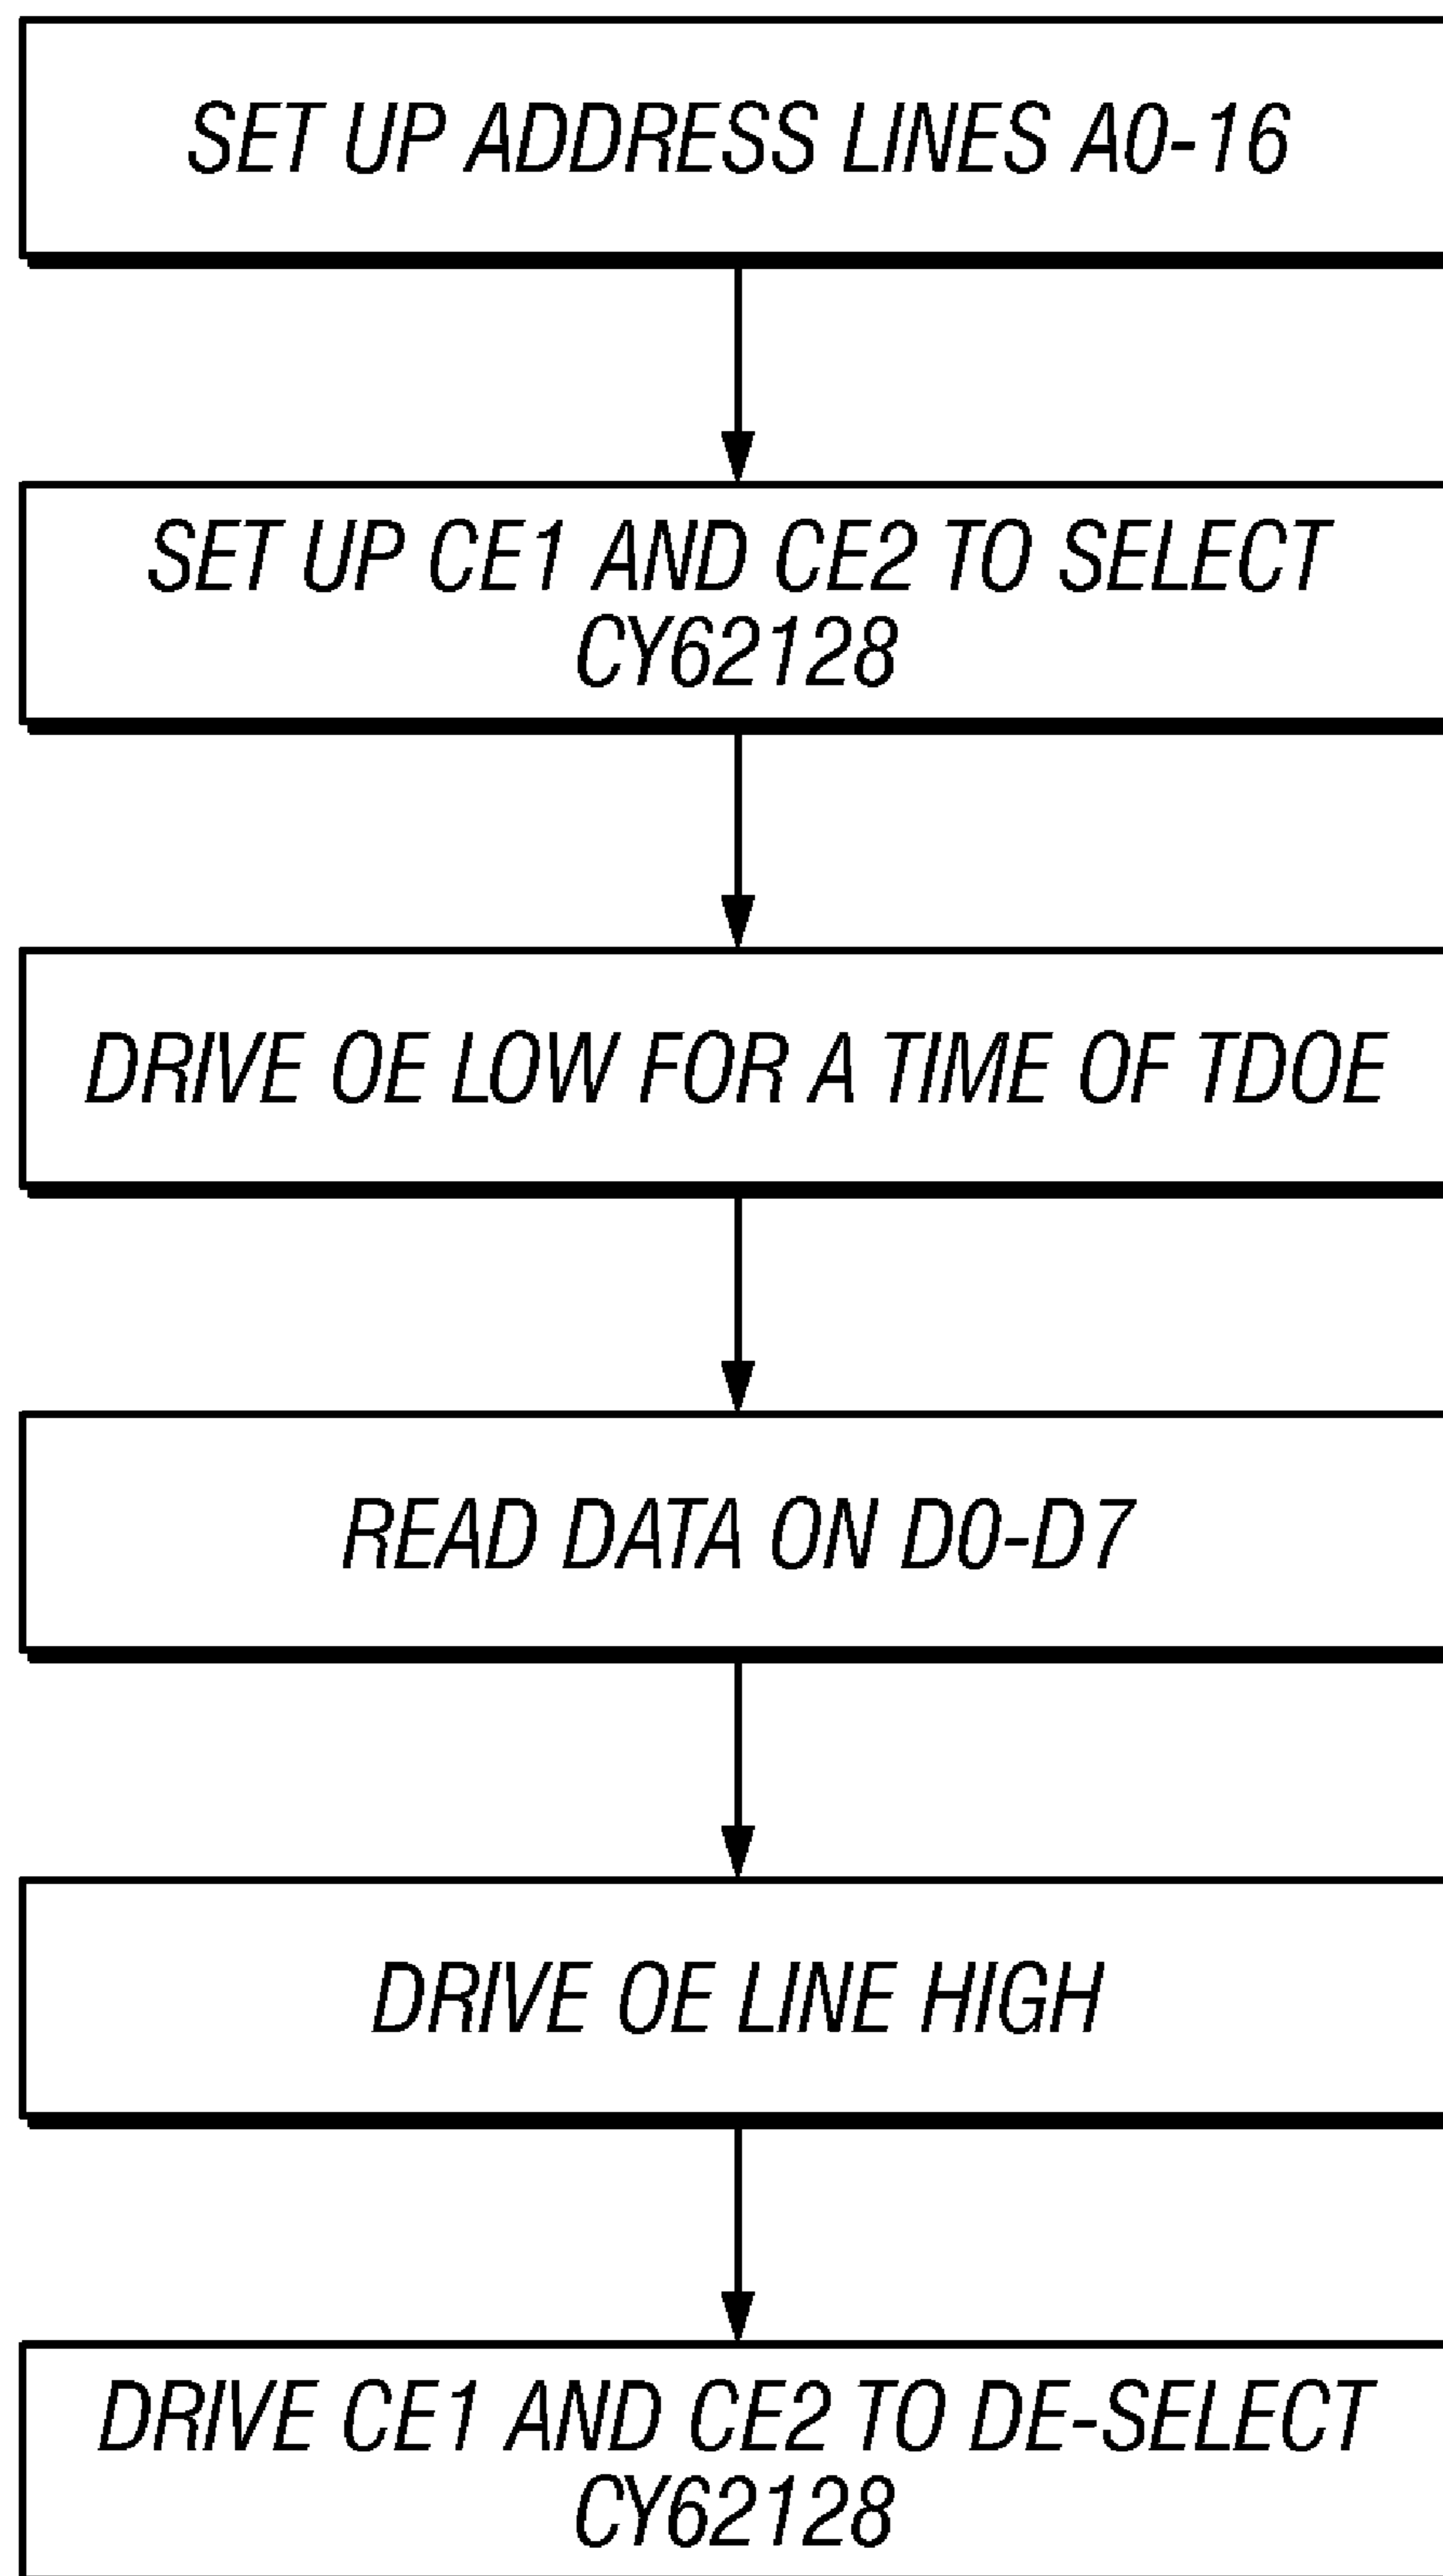 SET UP ADDRESS LINES A0-16
SET UP CE1 AND CE2 TO SELECT
CY62128
DRIVE OE LOW FOR A TIME OF TDOE
READ DATA ON D0-D7
DRIVE OE LINE HIGH
DRIVE CE1 AND CE2 TO DE-SELECT
CY62128